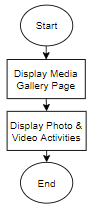 Start
Display Media
Gallery Page
Display Photo &
Video Activities
End